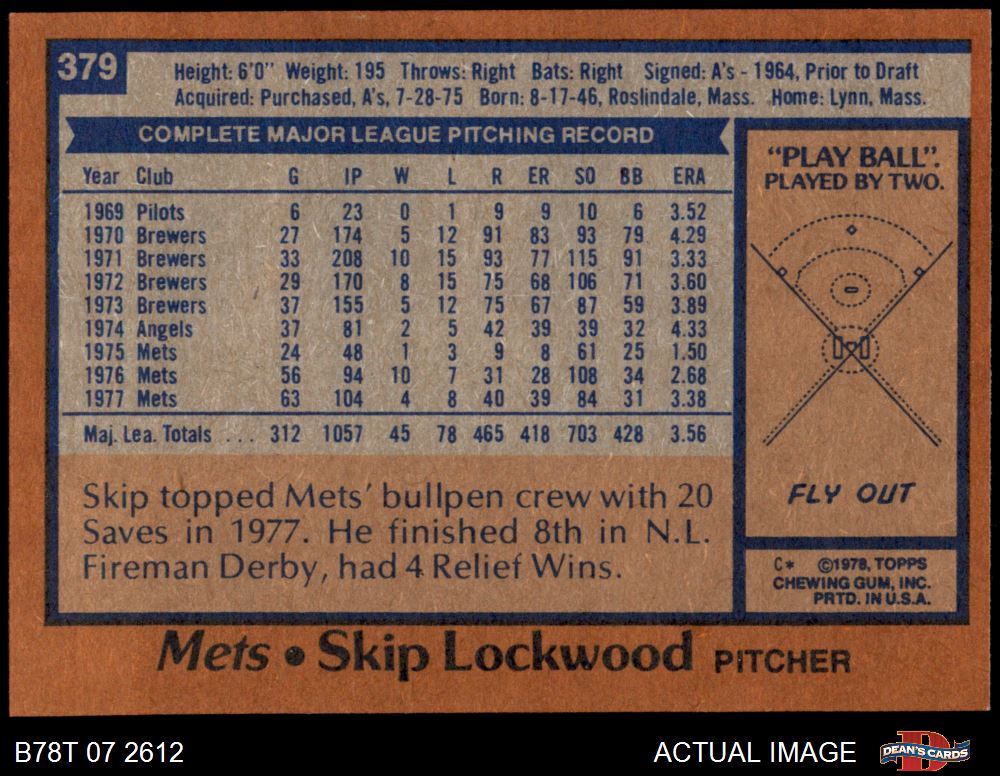 379
Height: 6'0" Weight: 195 Throws: Right Bats: Right Signed: A's - 1964, Prior to Draft
Acquired: Purchased, A's, 7-28-75 Born: 8-17-46, Roslindale, Mass. Home: Lynn, Mass.
COMPLETE MAJOR LEAGUE PITCHING RECORD
Year Club G IP W L R ER SO BB ERA
1969 Pilots 6 23 0 1 9 9 10 6 3.52
1970 Brewers 27 174 5 12 91 83 93 79 4.29
1971 Brewers 33 208 10 15 93 77 115 91 3.33
1972 Brewers 29 170 8 15 75 68 106 71 3.60
1973 Brewers 37 155 5 12 75 67 87 59 3.89
1974 Angels 37 81 2 5 42 39 39 32 4.33
1975 Mets 24 48 1 3 9 8 61 25 1.50
1976 Mets 56 94 10 7 31 28 108 34 2.68
1977 Mets 63 104 4 8 40 39 84 31 3.38
Maj. Lea. Totals ... 312 1057 45 78 465 418 703 428 3.56
Skip topped Mets' bullpen crew with 20
Saves in 1977. He finished 8th in N.L.
Fireman Derby, had 4 Relief Wins.
"PLAY BALL".
PLAYED BY TWO.
FLY OUT
C* ©1978, TOPPS
CHEWING GUM, INC.
PRTD. IN U.S.A.
Mets • Skip Lockwood PITCHER
B78T 07 2612
ACTUAL IMAGE
D
DEAN'S CARDS